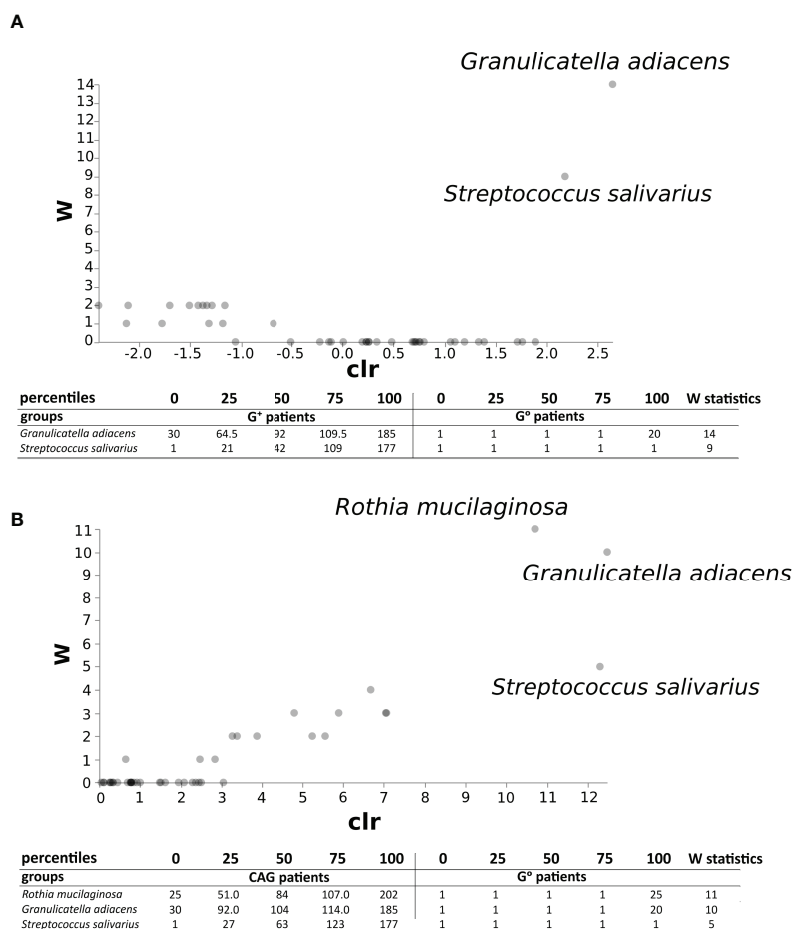 A
Granulicatella adiacens
14
13
12
11
10
9
Streptococcus salivarius
8
7
6
5
4
3
2
1
0
W
-2.0 -1.5 -1.0 -0.5 0.0 0.5 1.0 1.5 2.0 2.5
clr
percentiles 0 25 50 75 100 0 25 50 75 100 W statistics
groups G+ patients Go patients
Granulicatella adiacens 30 64.5 92 109.5 185 1 1 1 1 20 14
Streptococcus salivarius 1 21 42 109 177 1 1 1 1 1 9
B
Rothia mucilaginosa
11
10
Granulicatella adiacens
9
8
7
6
5
Streptococcus salivarius
4
3
2
1
0
W
0 1 2 3 4 5 6 7 8 9 10 11 12
clr
percentiles 0 25 50 75 100 0 25 50 75 100 W statistics
groups CAG patients Go patients
Rothia mucilaginosa 25 51.0 84 107.0 202 1 1 1 1 25 11
Granulicatella adiacens 30 92.0 104 114.0 185 1 1 1 1 20 10
Streptococcus salivarius 1 27 63 123 177 1 1 1 1 1 5